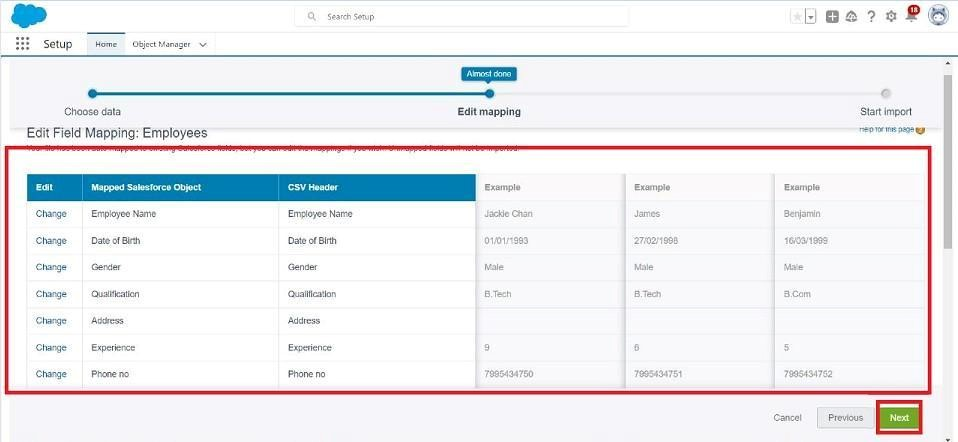 Search Setup
18
Setup Home Object Manager
Almost done
Choose data Edit mapping Start import
Edit Field Mapping: Employees
Help for this page
Your file has been auto-mapped to existing Salesforce fields, but you can edit the mappings if you wish. Unmapped fields will not be imported.
Edit Mapped Salesforce Object CSV Header Example Example Example
Change Employee Name Employee Name Jackie Chan James Benjamin
Change Date of Birth Date of Birth 01/01/1993 27/02/1998 16/03/1999
Change Gender Gender Male Male Male
Change Qualification Qualification B.Tech B.Tech B.Com
Change Address Address
Change Experience Experience 9 6 5
Change Phone no Phone no 7995434750 7995434751 7995434752
Cancel Previous Next